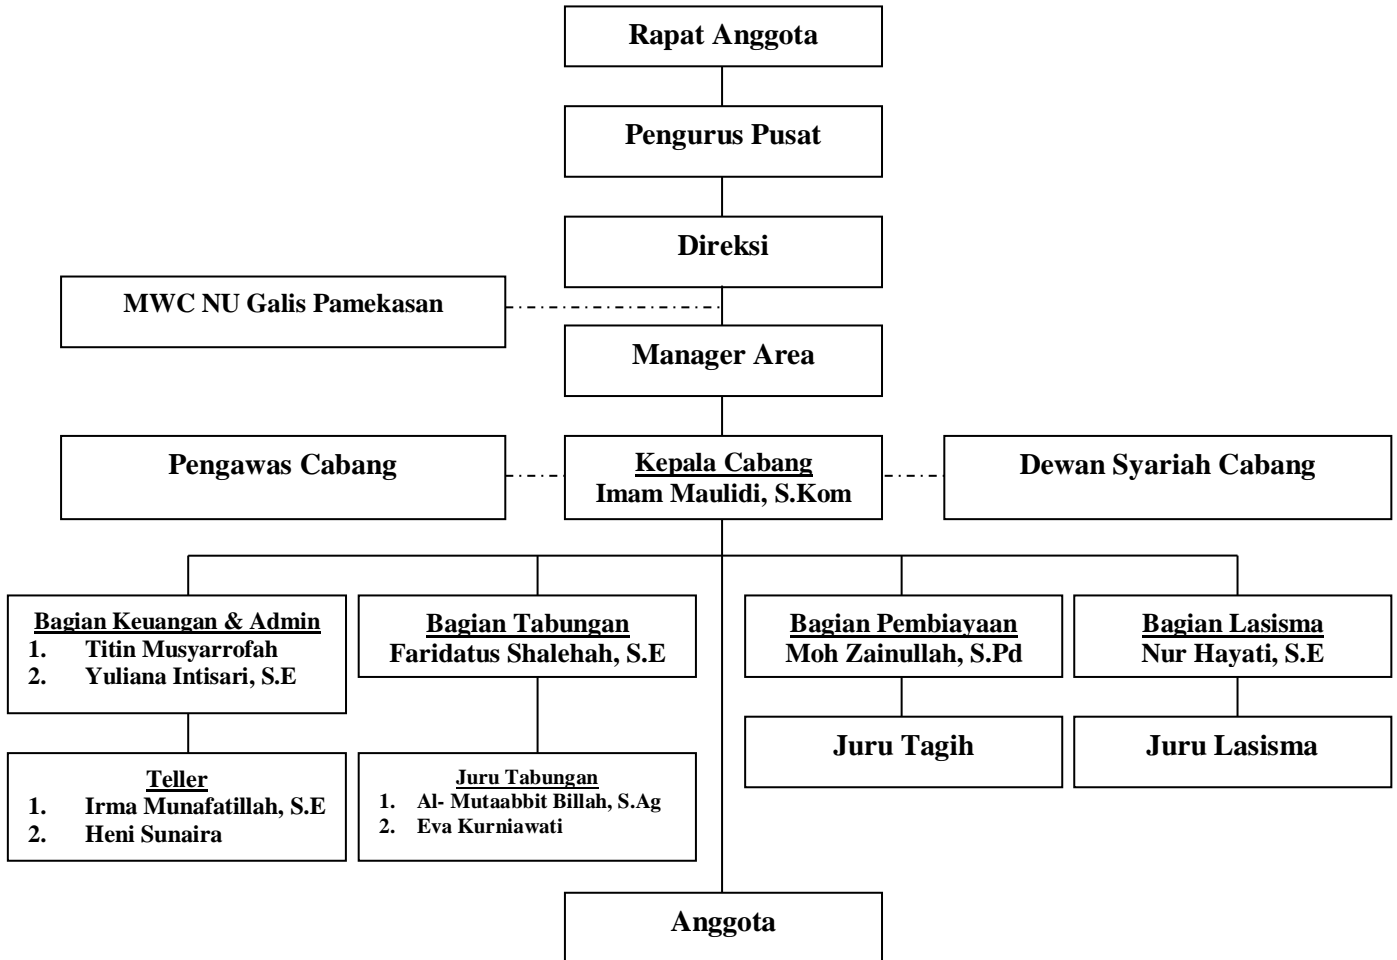 Rapat Anggota
Pengurus Pusat
Direksi
MWC NU Galis Pamekasan
Manager Area
Pengawas Cabang
Kepala Cabang
Imam Maulidi, S.Kom
Dewan Syariah Cabang
Bagian Keuangan & Admin
1. Titin Musyarrofah
2. Yuliana Intisari, S.E
Bagian Tabungan
Faridatus Shalehah, S.E
Bagian Pembiayaan
Moh Zainullah, S.Pd
Bagian Lasisma
Nur Hayati, S.E
Teller
1. Irma Munafatillah, S.E
2. Heni Sunaira
Juru Tabungan
1. Al- Mutaabbit Billah, S.Ag
2. Eva Kurniawati
Juru Tagih
Juru Lasisma
Anggota